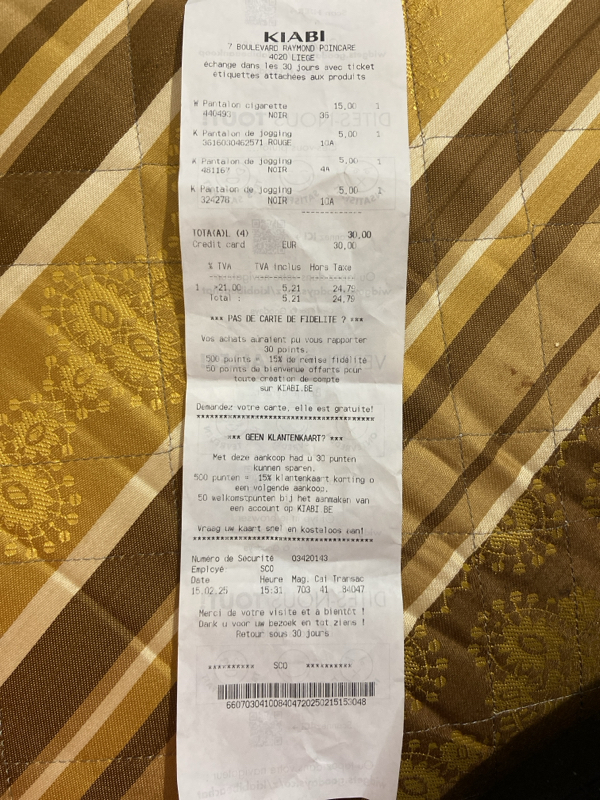 KIABI
7 BOULEVARD RAYMOND POINCARE
4020 LIEGE
échange dans les 30 jours avec ticket
étiquettes attachées aux produits
W Pantalon cigarette 15,00 1
440493 NOIR 36
K Pantalon de jogging 5,00 1
3616030462571 ROUGE 10A
K Pantalon de jogging 5,00 1
481167 NOIR 4A
K Pantalon de jogging 5,00 1
324278 NOIR 10A
TOTA(A)L (4) 30,00
Credit card EUR 30,00
% TVA TVA inclus Hors Taxe
1 *21,00 5,21 24,79
Total : 5,21 24,79
*** PAS DE CARTE DE FIDELITE ? ***
Vos achats auraient pu vous rapporter
30 points.
500 points = 15% de remise fidélité
50 points de bienvenue offerts pour
toute création de compte
sur KIABI.BE
Demandez votre carte, elle est gratuite!
****************************************
*** GEEN KLANTENKAART? ***
Met deze aankoop had u 30 punten
kunnen sparen.
500 punten = 15% klantenkaart korting o
een volgende aankoop.
50 welkomstpunten bij het aanmaken van
een account op KIABI BE
Vraag uw kaart snel en kosteloos aan!
****************************************
Numéro de Sécurité 03420143
Employé SCO
Date Heure Mag. Cai Transac
15.02.25 15:31 703 41 84047
Merci de votre visite et à bientôt !
Dank u voor uw bezoek en tot ziens !
Retour sous 30 jours
********** SCO **********
660703041008404720250215153048